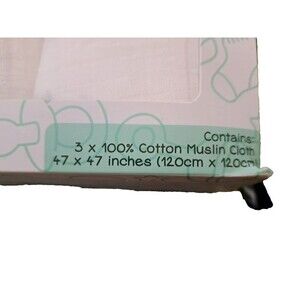 Contains:
3 x 100% Cotton Muslin Cloth
47 x 47 inches (120cm x 120cm)